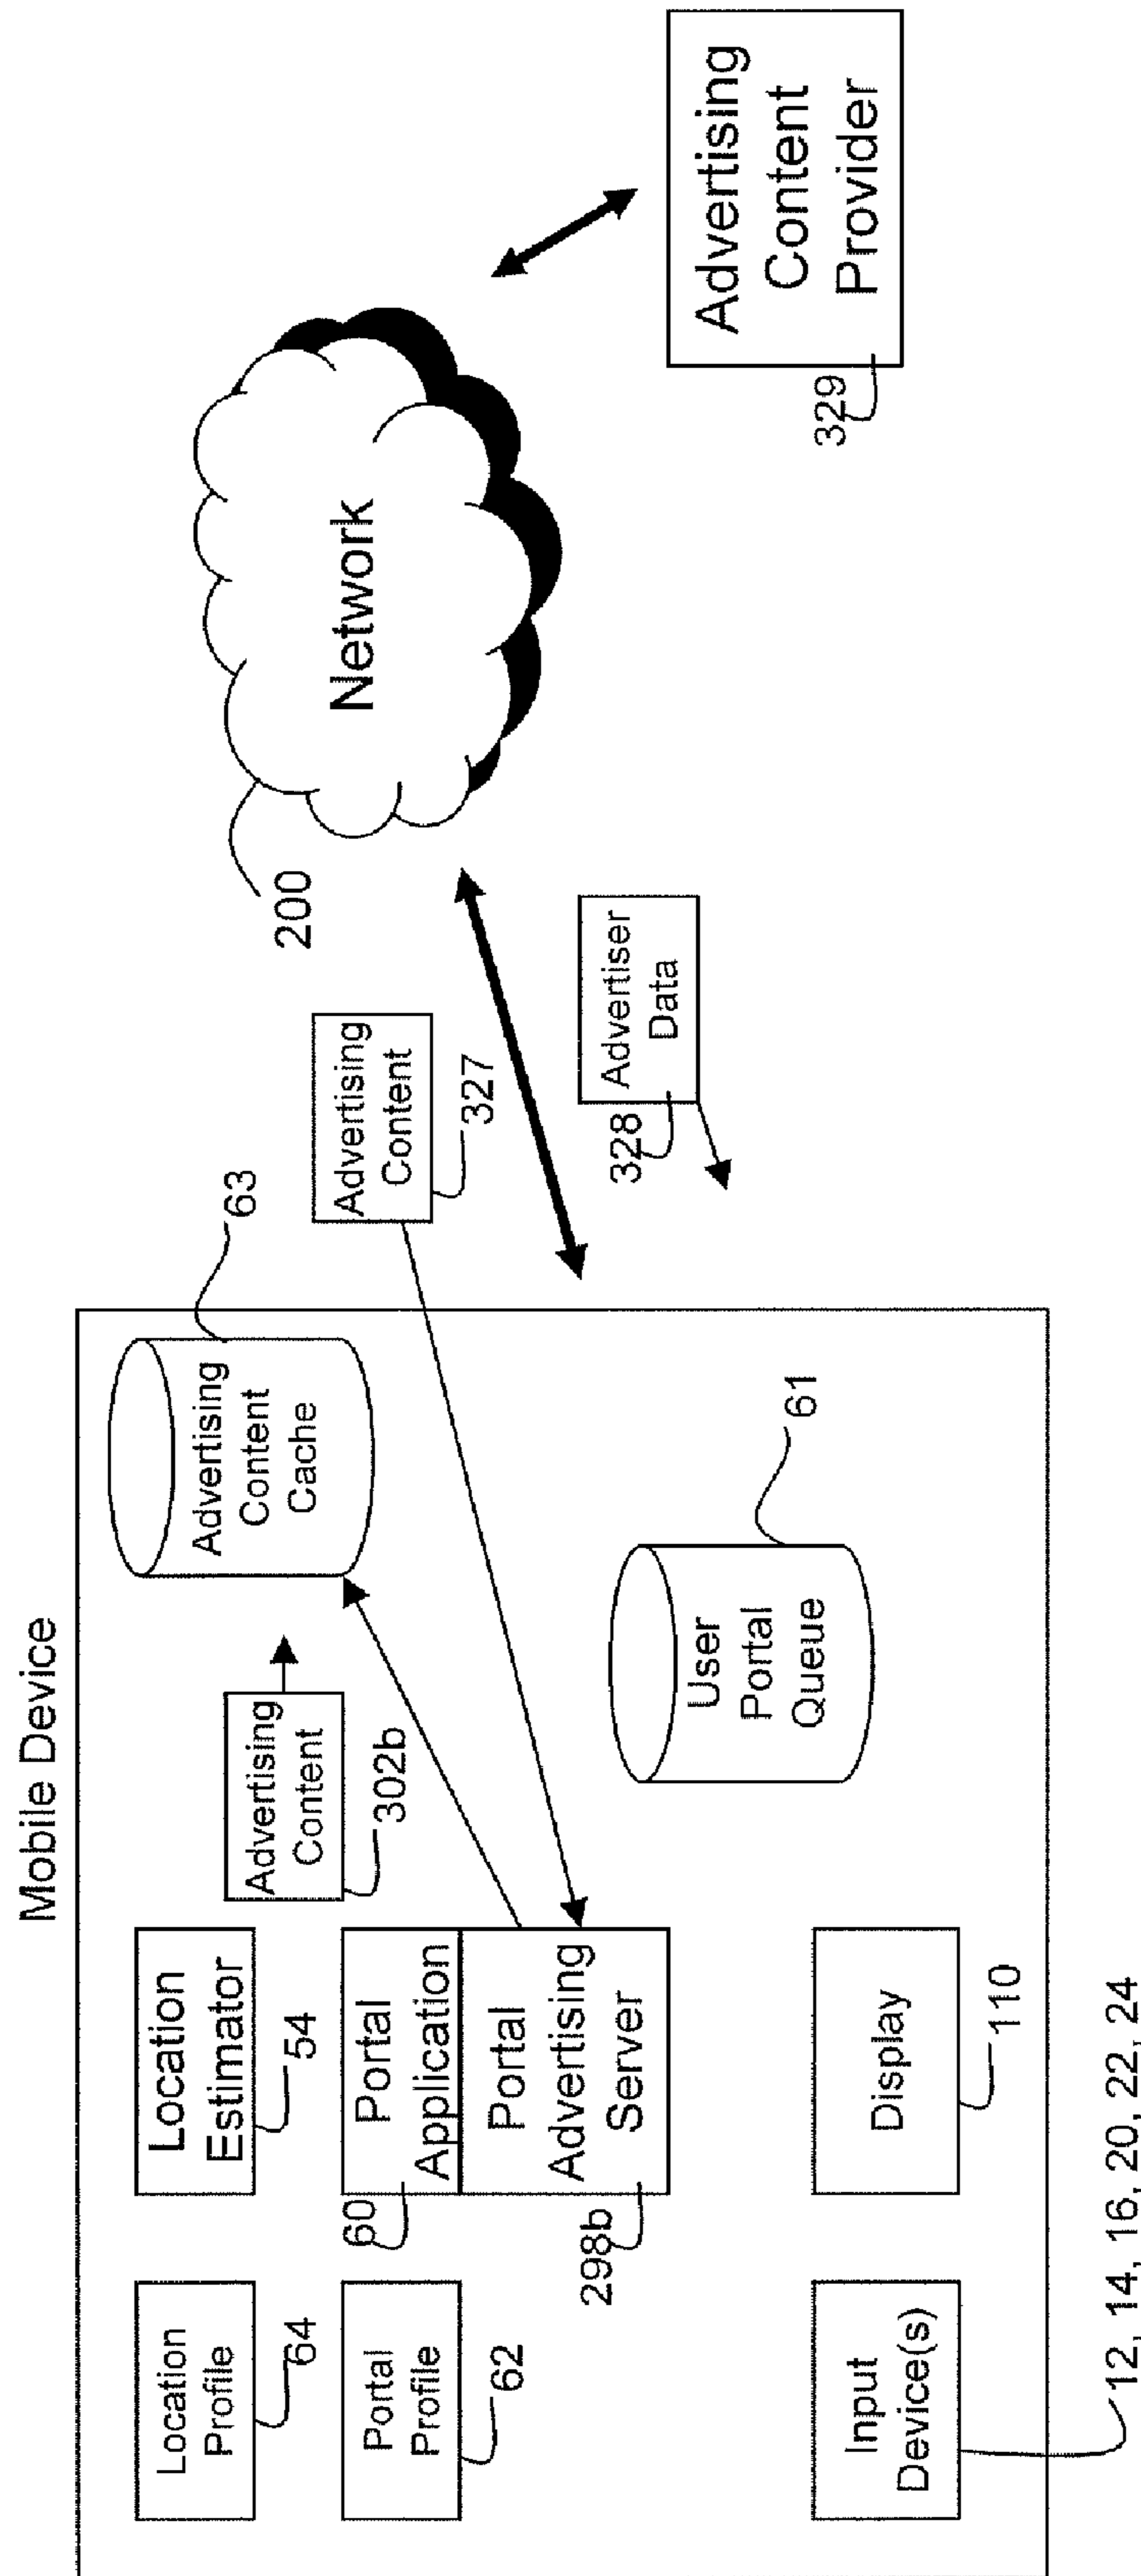 Mobile Device
Location
Profile
64
Location
Estimator
54
Advertising
Content
302b
Advertising
Content
Cache
63
Portal
Profile
62
Portal
Application
60
Portal
Advertising
Server
298b
User
Portal
Queue
61
Input
Device(s)
12, 14, 16, 20, 22, 24
Display
110
Advertising
Content
327
Advertiser
Data
328
Network
200
Advertising
Content
Provider
329